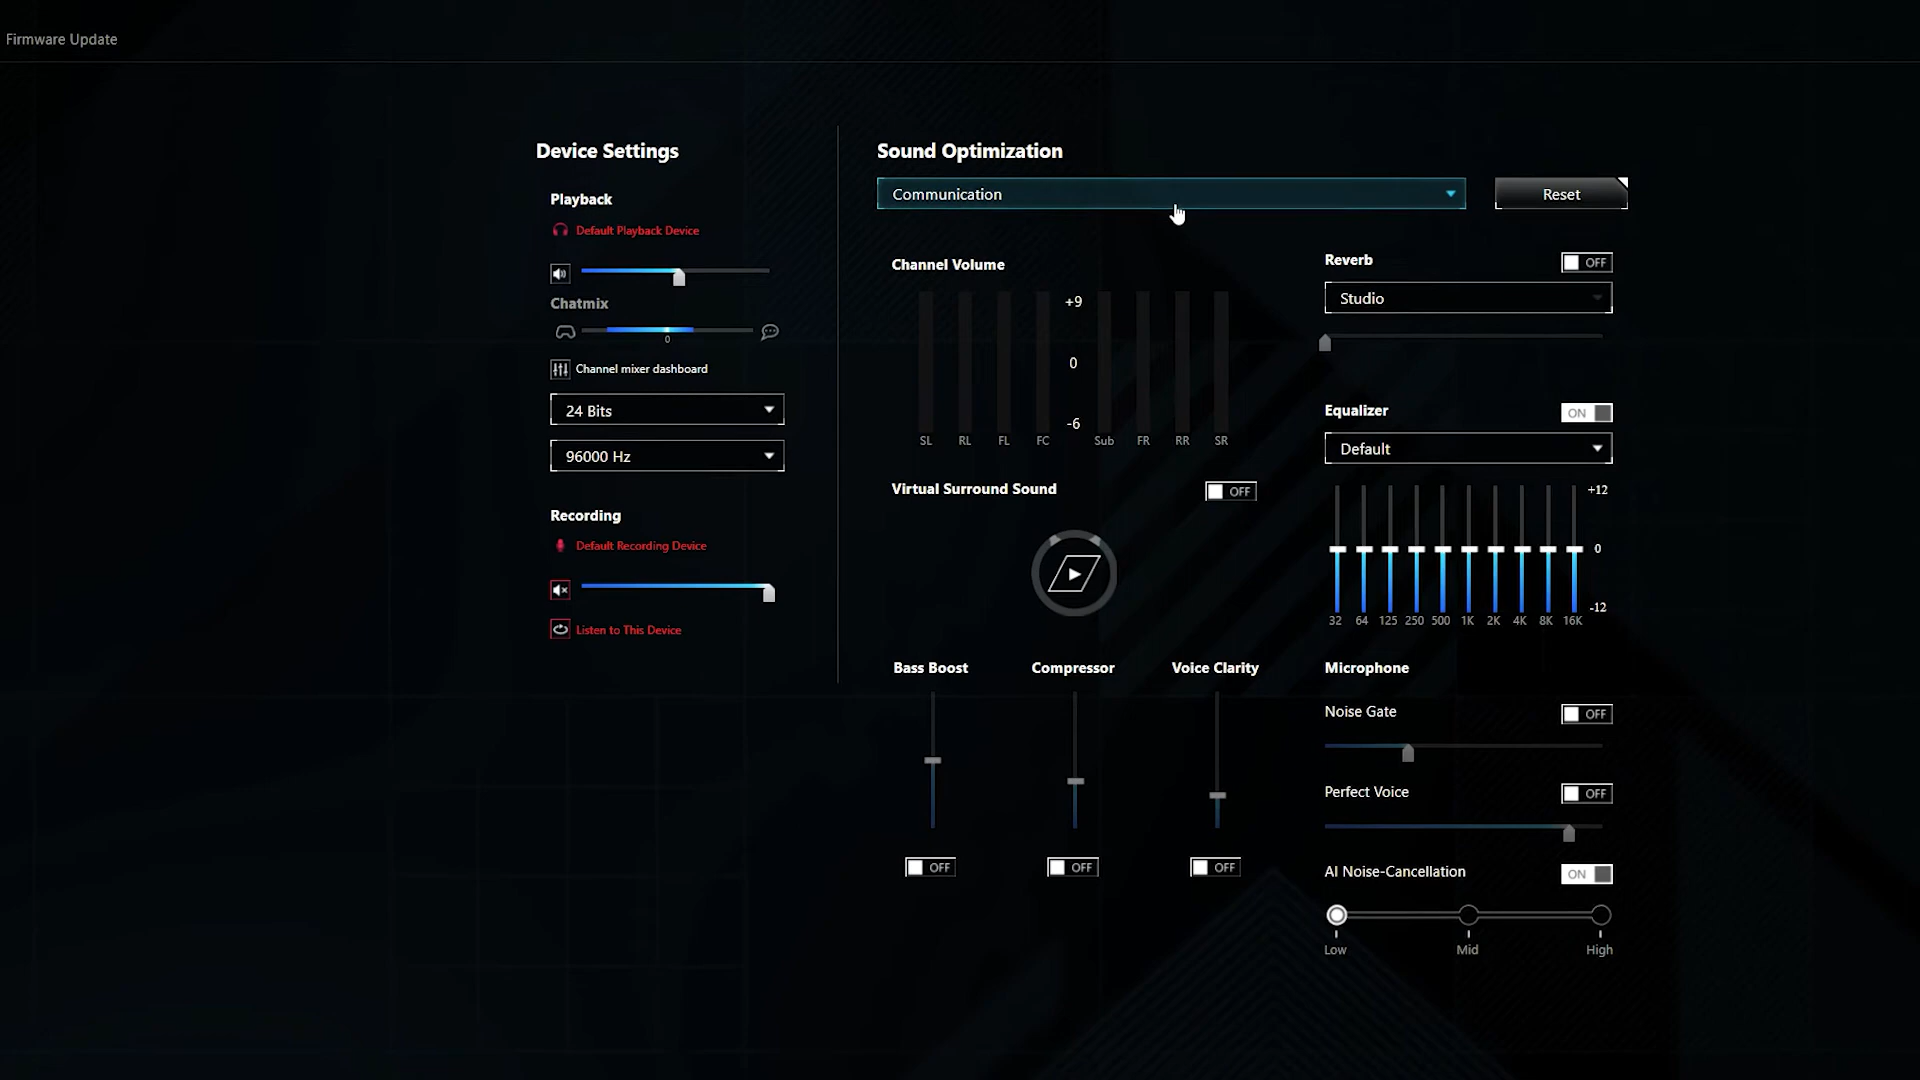 Firmware Update
Device Settings
Playback
Default Playback Device
Chatmix
0
Channel mixer dashboard
24 Bits
96000 Hz
Recording
Default Recording Device
Listen to This Device
Sound Optimization
Communication
Reset
Channel Volume
+9
0
-6
SL RL FL FC Sub FR RR SR
Virtual Surround Sound
OFF
Bass Boost Compressor Voice Clarity
OFF OFF OFF
Reverb
OFF
Studio
Equalizer
ON
Default
+12
0
-12
32 64 125 250 500 1K 2K 4K 8K 16K
Microphone
Noise Gate
OFF
Perfect Voice
OFF
AI Noise-Cancellation
ON
Low Mid High